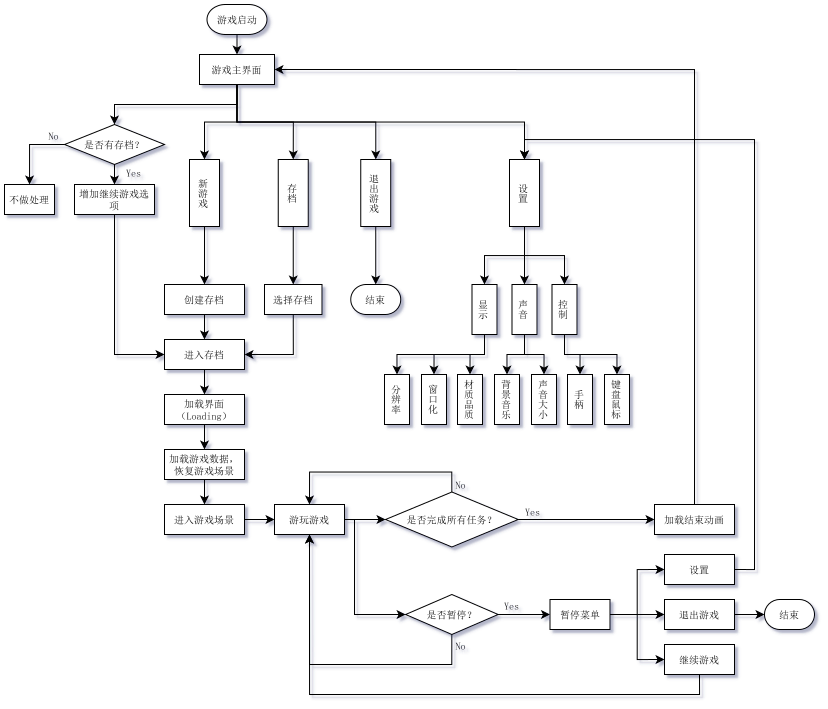 游戏启动
游戏主界面
No
是否有存档？
Yes
新游戏
存档
退出游戏
设置
不做处理
增加继续游戏选
项
创建存档
选择存档
结束
显示
声音
控制
进入存档
分辨率
窗口化
材质品质
背景音乐
声音大小
手柄
键盘鼠标
加载界面
（Loading）
加载游戏数据，
恢复游戏场景
No
进入游戏场景
游玩游戏
是否完成所有任务？
Yes
加载结束动画
设置
是否暂停？
Yes
暂停菜单
退出游戏
结束
No
继续游戏